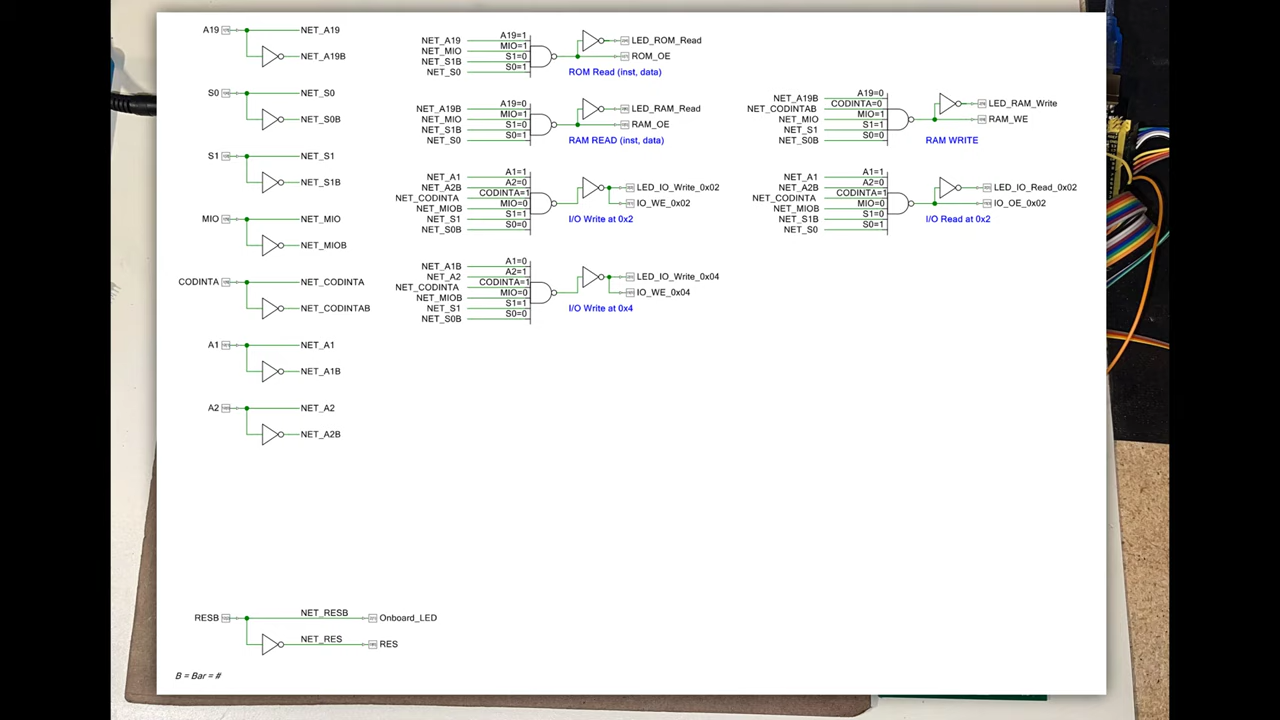 A19 NET_A19
NET_A19B
S0 NET_S0
NET_S0B
S1 NET_S1
NET_S1B
MIO NET_MIO
NET_MIOB
CODINTA NET_CODINTA
NET_CODINTAB
A1 NET_A1
NET_A1B
A2 NET_A2
NET_A2B
RESB NET_RESB Onboard_LED
NET_RES RES
B = Bar = #
NET_A19 A19=1 LED_ROM_Read
NET_MIO MIO=1 ROM_OE
NET_S1B S1=0
NET_S0 S0=1
ROM Read (inst, data)
NET_A19B A19=0 LED_RAM_Read
NET_MIO MIO=1 RAM_OE
NET_S1B S1=0
NET_S0 S0=1
RAM READ (inst, data)
NET_A1 A1=1 LED_IO_Write_0x02
NET_A2B A2=0 IO_WE_0x02
NET_CODINTA CODINTA=1
NET_MIOB MIO=0
NET_S1 S1=1
NET_S0B S0=0
I/O Write at 0x2
NET_A1B A1=0 LED_IO_Write_0x04
NET_A2 A2=1 IO_WE_0x04
NET_CODINTA CODINTA=1
NET_MIOB MIO=0
NET_S1 S1=1
NET_S0B S0=0
I/O Write at 0x4
NET_A19B A19=0 LED_RAM_Write
NET_CODINTAB CODINTA=0 RAM_WE
NET_MIO MIO=1
NET_S1 S1=1
NET_S0B S0=0
RAM WRITE
NET_A1 A1=1 LED_IO_Read_0x02
NET_A2B A2=0 IO_OE_0x02
NET_CODINTA CODINTA=1
NET_MIOB MIO=0
NET_S1B S1=0
NET_S0 S0=1
I/O Read at 0x2